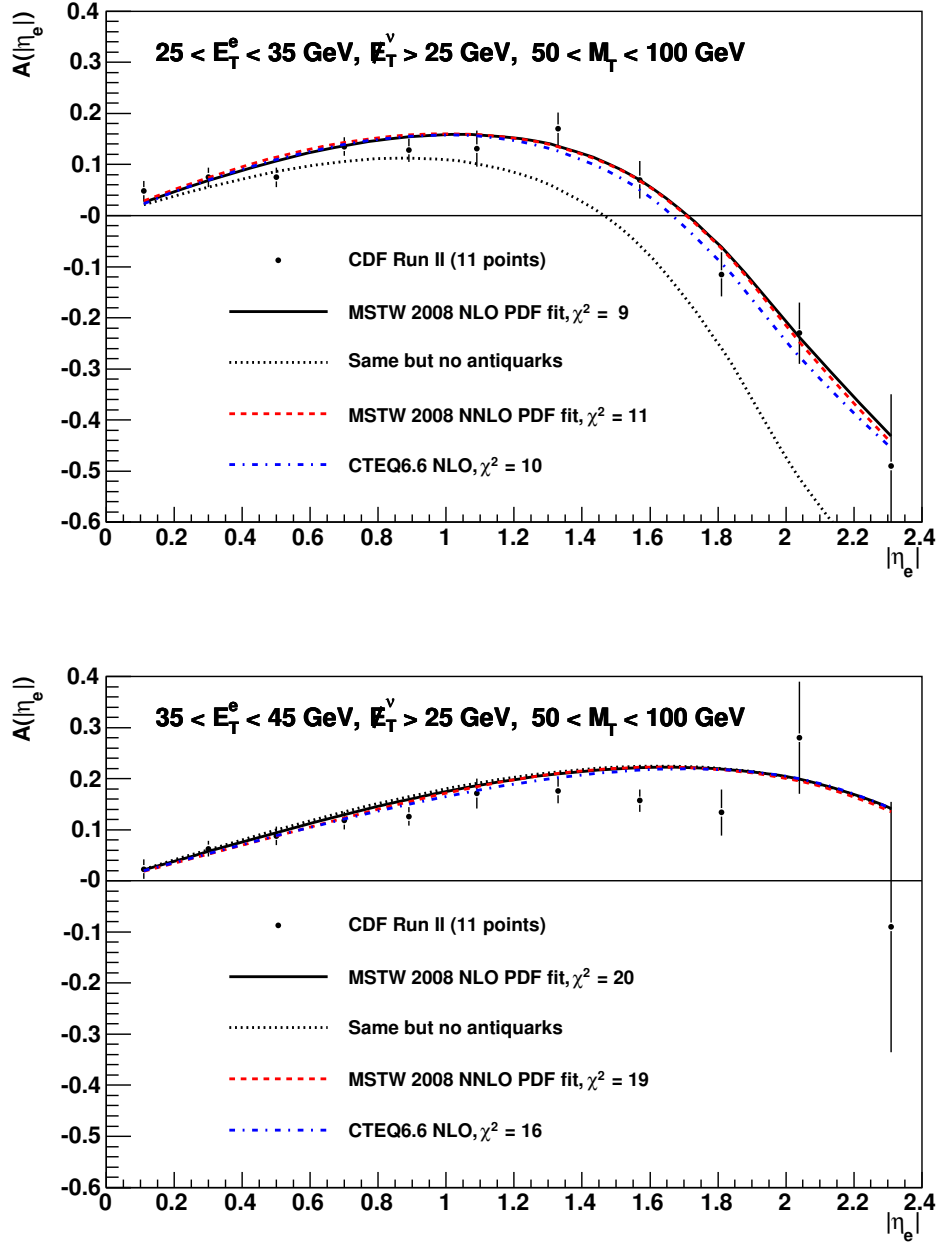 A(|η_e|)
25 < E_T^e < 35 GeV, E̸_T^ν > 25 GeV, 50 < M_T < 100 GeV
0.4
0.3
0.2
0.1
-0
-0.1
-0.2
-0.3
-0.4
-0.5
-0.6
CDF Run II (11 points)
MSTW 2008 NLO PDF fit, χ² = 9
Same but no antiquarks
MSTW 2008 NNLO PDF fit, χ² = 11
CTEQ6.6 NLO, χ² = 10
0 0.2 0.4 0.6 0.8 1 1.2 1.4 1.6 1.8 2 2.2 2.4
|η_e|
A(|η_e|)
35 < E_T^e < 45 GeV, E̸_T^ν > 25 GeV, 50 < M_T < 100 GeV
0.4
0.3
0.2
0.1
-0
-0.1
-0.2
-0.3
-0.4
-0.5
-0.6
CDF Run II (11 points)
MSTW 2008 NLO PDF fit, χ² = 20
Same but no antiquarks
MSTW 2008 NNLO PDF fit, χ² = 19
CTEQ6.6 NLO, χ² = 16
0 0.2 0.4 0.6 0.8 1 1.2 1.4 1.6 1.8 2 2.2 2.4
|η_e|